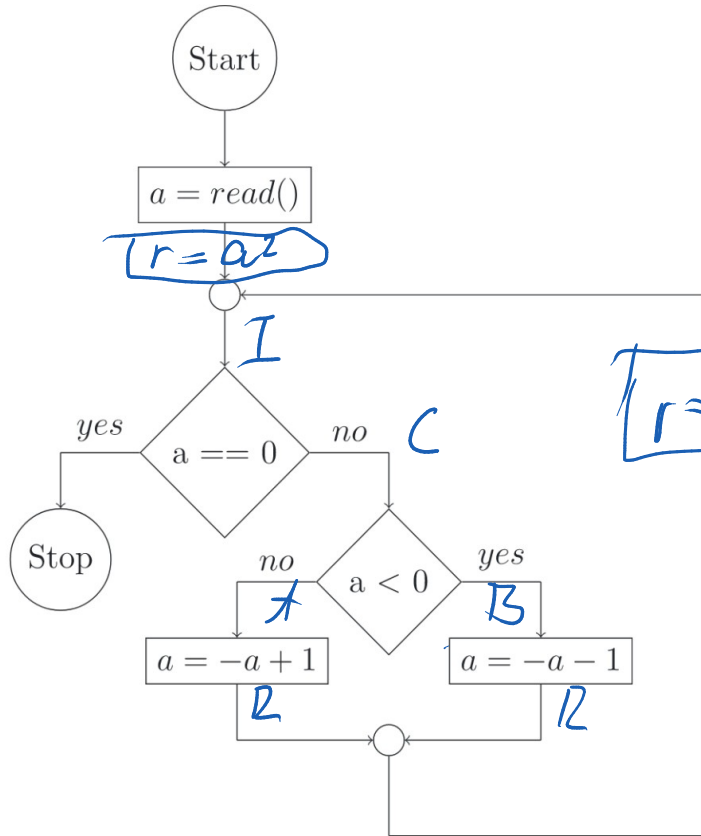 Start
a = read()
r = a²
I
yes
a == 0
no
C
r =
Stop
no
a < 0
yes
A
B
a = −a + 1
a = −a − 1
R
R